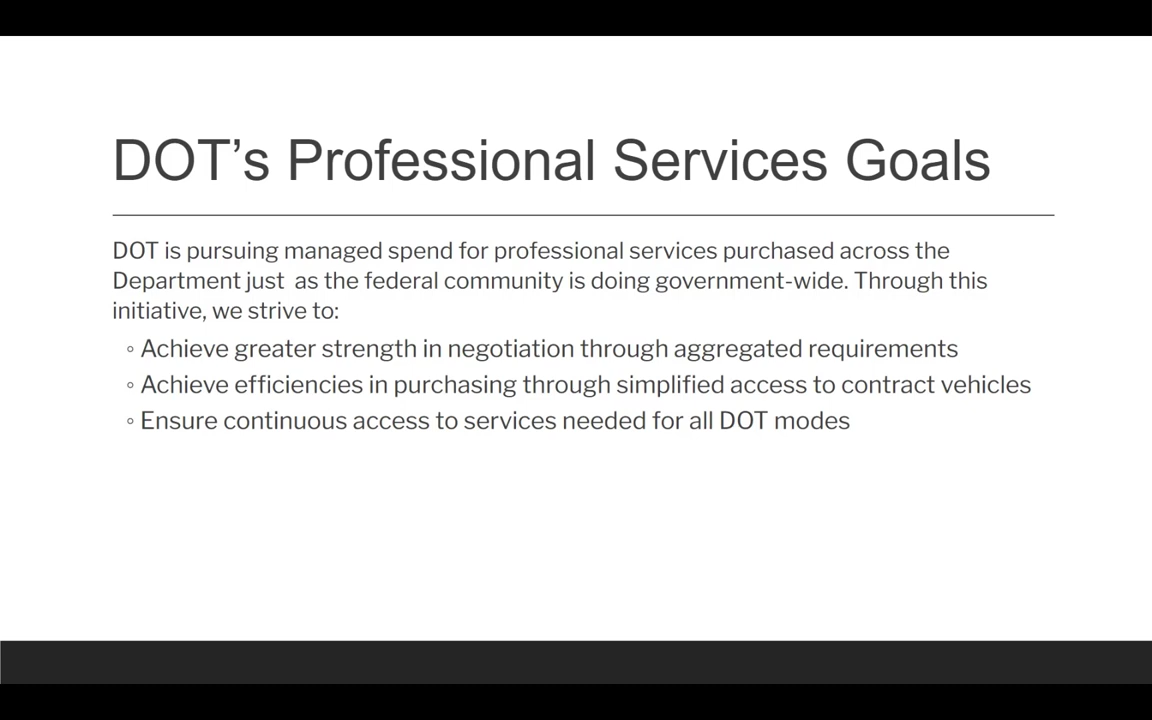 DOT’s Professional Services Goals
DOT is pursuing managed spend for professional services purchased across the
Department just  as the federal community is doing government-wide. Through this
initiative, we strive to:
◦ Achieve greater strength in negotiation through aggregated requirements
◦ Achieve efficiencies in purchasing through simplified access to contract vehicles
◦ Ensure continuous access to services needed for all DOT modes